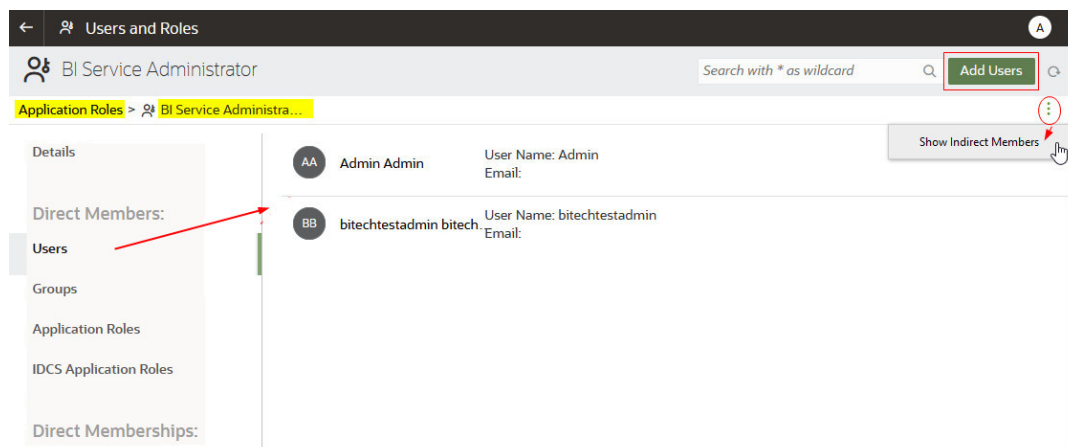 Users and Roles
A
BI Service Administrator
Search with * as wildcard
Add Users
Application Roles > BI Service Administra...
Show Indirect Members
Details
Direct Members:
Users
Groups
Application Roles
IDCS Application Roles
Direct Memberships:
AA
Admin Admin
User Name: Admin
Email:
BB
bitechtestadmin bitech...
User Name: bitechtestadmin
Email: